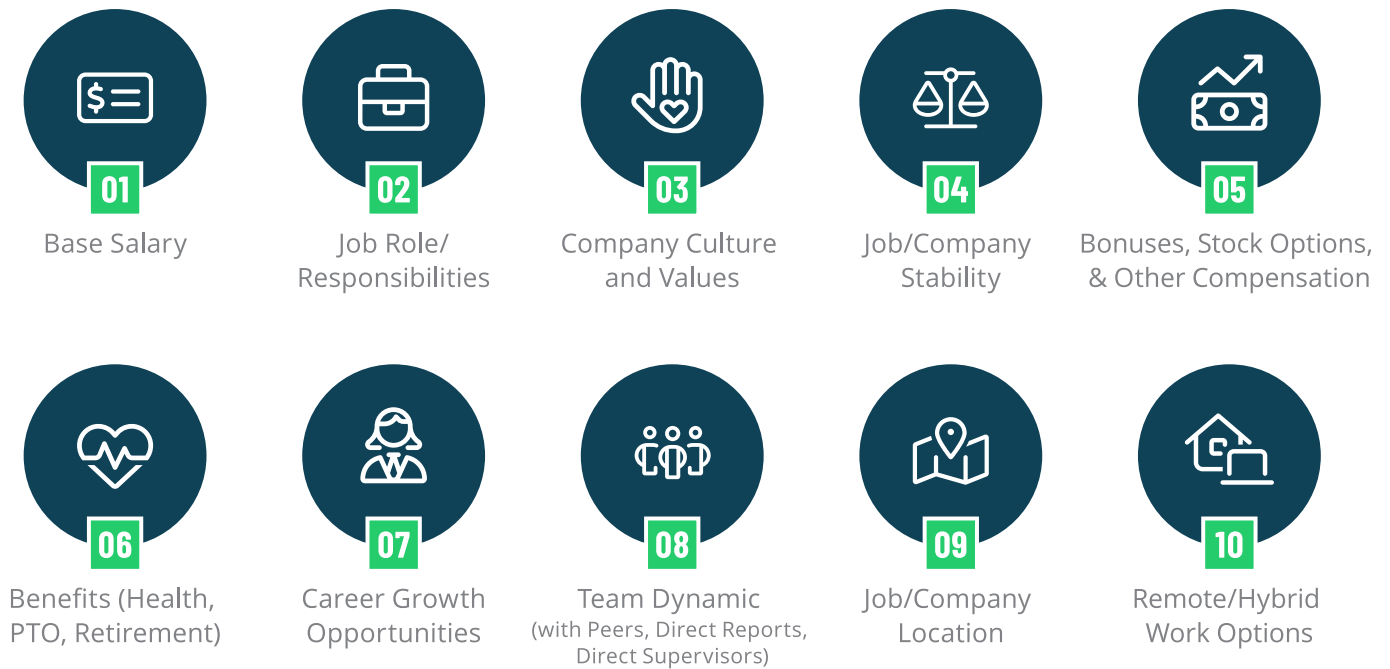 $
01
Base Salary
02
Job Role/
Responsibilities
03
Company Culture
and Values
04
Job/Company
Stability
05
Bonuses, Stock Options,
& Other Compensation
06
Benefits (Health,
PTO, Retirement)
07
Career Growth
Opportunities
08
Team Dynamic
(with Peers, Direct Reports,
Direct Supervisors)
09
Job/Company
Location
10
Remote/Hybrid
Work Options